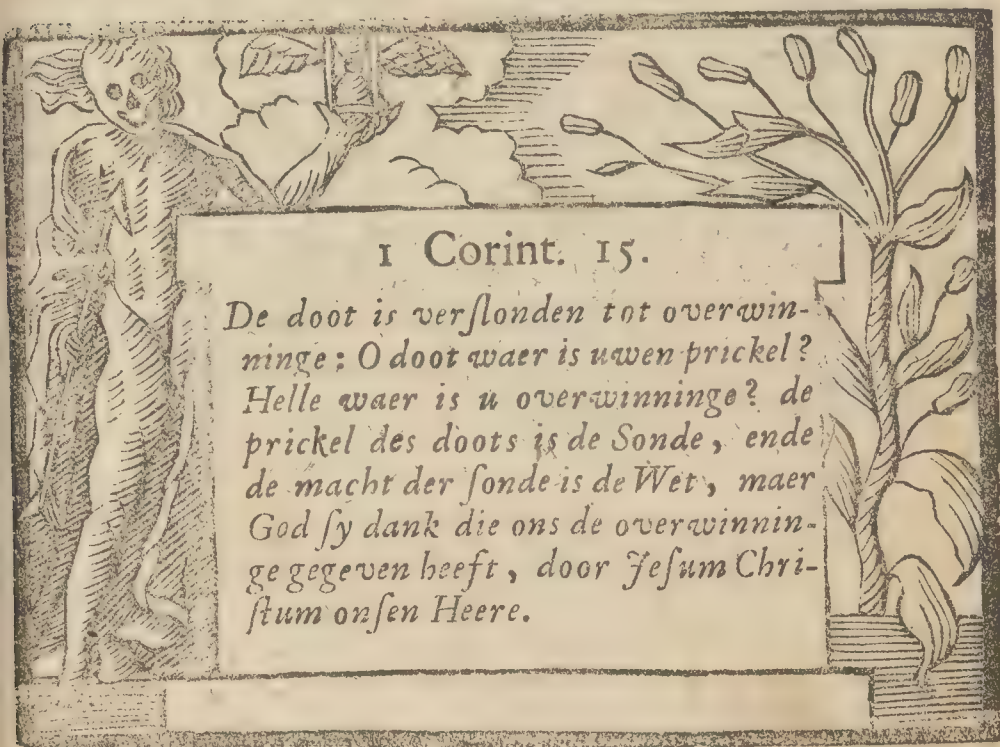 1 Corint. 15.
De doot is verſlonden tot overwin-
ninge : O doot waer is uwen prickel ?
Helle waer is u overwinninge ? de
prickel des doots is de Sonde , ende
de macht der ſonde is de Wet , maer
God ſy dank die ons de overwinnin-
ge gegeven heeft , door Jeſum Chri-
ſtum onſen Heere.